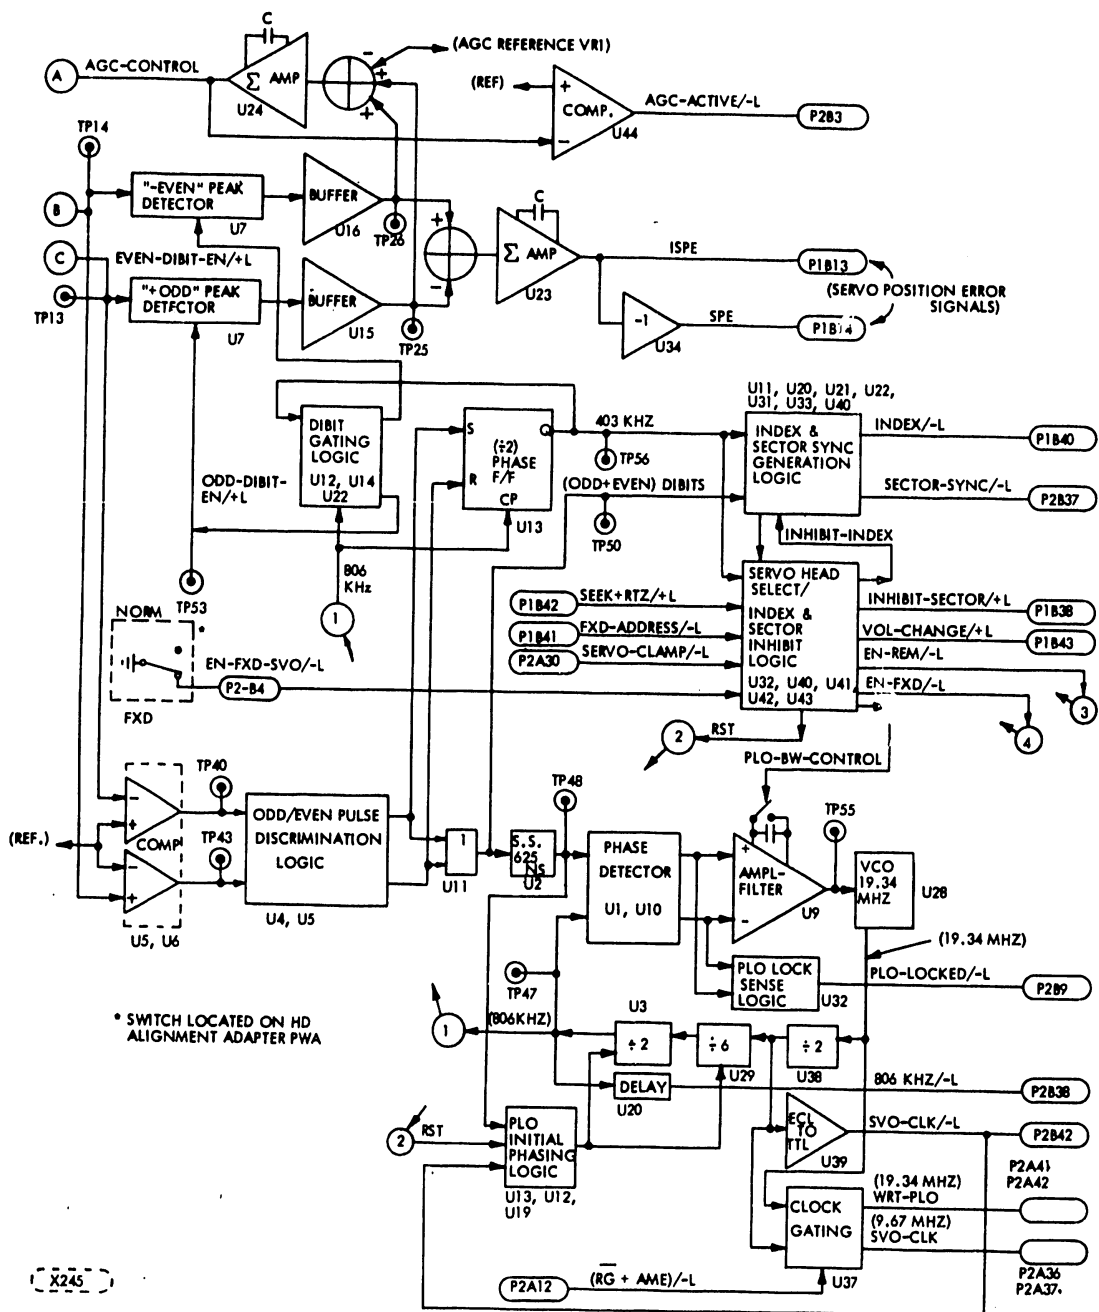 C
(AGC REFERENCE VR1)
A
AGC-CONTROL
Σ AMP
U24
−
+
+
(REF)
+
COMP.
−
U44
AGC-ACTIVE/-L
P2B3
TP14
B
"-EVEN" PEAK
DETECTOR
U7
BUFFER
U16
TP26
C
EVEN-DIBIT-EN/+L
TP13
"+ODD" PEAK
DETECTOR
U7
BUFFER
U15
TP25
+
−
C
Σ AMP
U23
ISPE
P1B13
(SERVO POSITION ERROR
SIGNALS)
-1
U34
SPE
P1B14
DIBIT
GATING
LOGIC
U12, U14
U22
ODD-DIBIT-
EN/+L
TP53
806
KHz
1
S
Q
(÷2)
PHASE
F/F
R
CP
U13
403 KHZ
TP56
(ODD+EVEN) DIBITS
TP50
U11, U20, U21, U22,
U31, U33, U40
INDEX &
SECTOR SYNC
GENERATION
LOGIC
INDEX/-L
P1B40
SECTOR-SYNC/-L
P2B37
INHIBIT-INDEX
SERVO HEAD
SELECT/
INDEX &
SECTOR
INHIBIT
LOGIC
U32, U40, U41,
U42, U43
P1B42
SEEK+RTZ/+L
P1B41
FXD-ADDRESS/-L
P2A30
SERVO-CLAMP/-L
INHIBIT-SECTOR/+L
P1B38
VOL-CHANGE/+L
P1B43
EN-REM/-L
3
EN-FXD/-L
4
NORM
*
FXD
EN-FXD-SVO/-L
P2-B4
2
RST
PLO-BW-CONTROL
(REF.)
−
+
COMP
−
+
U5, U6
TP40
TP43
ODD/EVEN PULSE
DISCRIMINATION
LOGIC
U4, U5
1
U11
S.S.
625
NS
U2
TP48
PHASE
DETECTOR
U1, U10
+
AMPL-
FILTER
−
U9
TP55
VCO
19.34
MHZ
U28
(19.34 MHZ)
PLO LOCK
SENSE
LOGIC
U32
PLO-LOCKED/-L
P2B9
TP47
1
(806KHZ)
U3
÷2
÷6
U29
÷2
U38
DELAY
U20
806 KHZ/-L
P2B38
* SWITCH LOCATED ON HD
ALIGNMENT ADAPTER PWA
2
RST
PLO
INITIAL
PHASING
LOGIC
U13, U12,
U19
ECL
TO
TTL
U39
SVO-CLK/-L
P2B42
P2A41
P2A42
CLOCK
GATING
U37
(19.34 MHZ)
WRT-PLO
(9.67 MHZ)
SVO-CLK
P2A36
P2A37
P2A12
(R̅G̅ + AME)/-L
X245